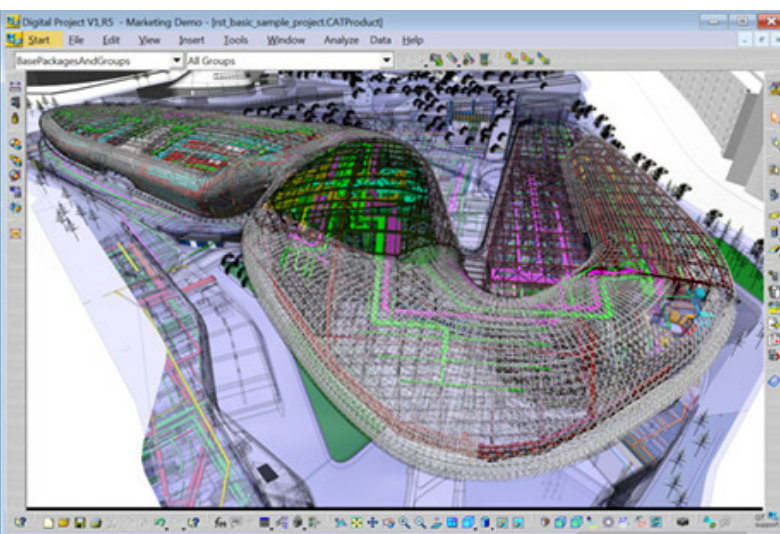 Digital Project V1,R5 - Marketing Demo - [rst_basic_sample_project.CATProduct]
Start File Edit View Insert Tools Window Analyze Data Help
BasePackagesAndGroups All Groups
support